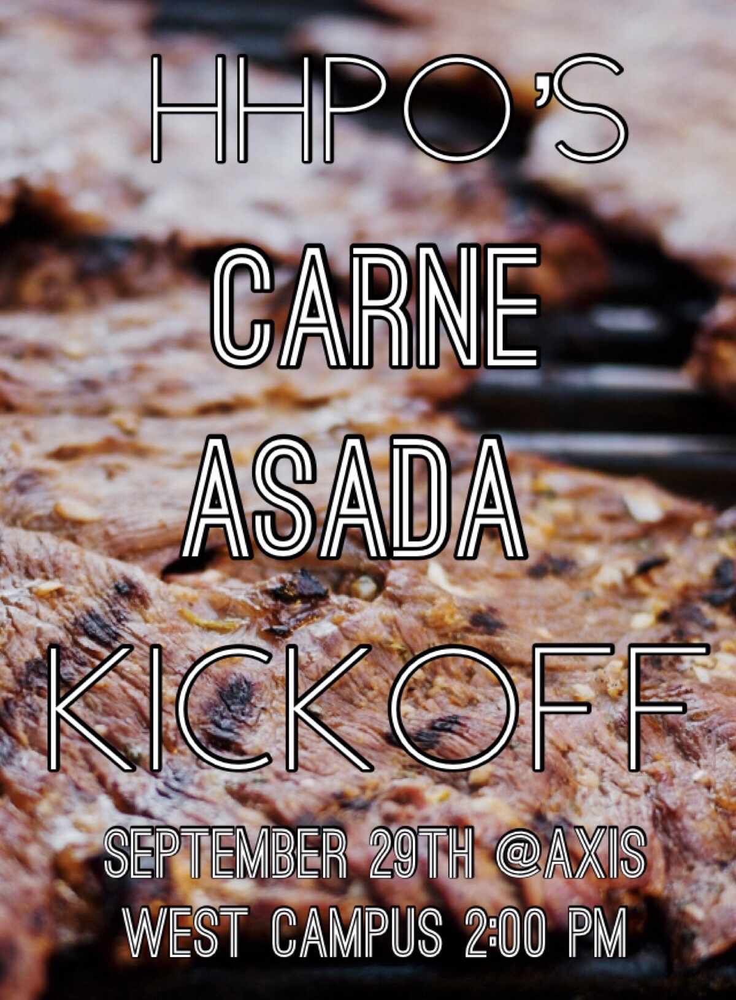 HHPO'S
CARNE
ASADA
KICKOFF
SEPTEMBER 29TH @AXIS
WEST CAMPUS 2:00 PM